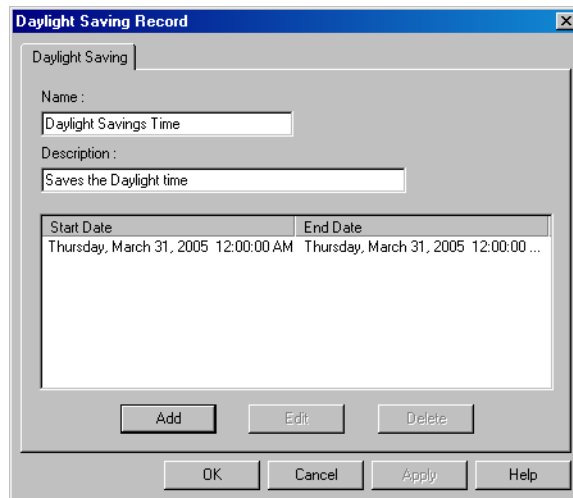 Daylight Saving Record
Daylight Saving
Name :
Daylight Savings Time
Description :
Saves the Daylight time
Start Date End Date
Thursday, March 31, 2005 12:00:00 AM Thursday, March 31, 2005 12:00:00 ...
Add Edit Delete
OK Cancel Apply Help